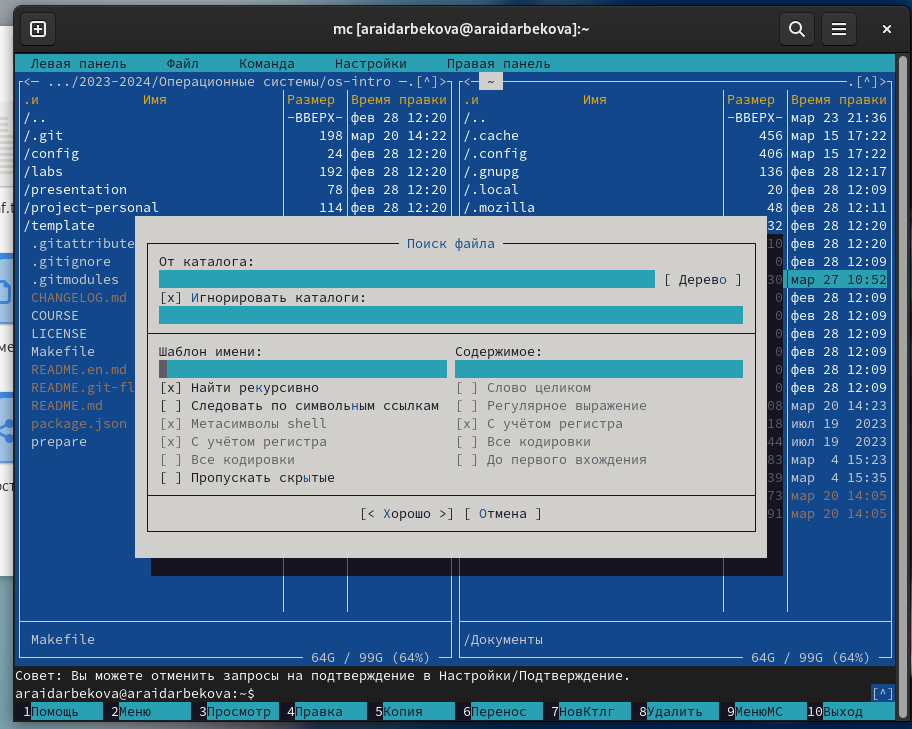 mc [araidarbekova@araidarbekova]:~
Левая панель Файл Команда Настройки Правая панель
<─ .../2023-2024/Операционные системы/os-intro ─.[^]> <─ ~ .[^]>
.и Имя Размер Время правки .и Имя Размер Время правки
/.. -ВВЕРХ- фев 28 12:20 /.. -ВВЕРХ- мар 23 21:36
/.git 198 мар 20 14:22 /.cache 456 мар 15 17:22
/config 24 фев 28 12:20 /.config 406 мар 15 17:22
/labs 192 фев 28 12:20 /.gnupg 136 фев 28 12:17
/presentation 78 фев 28 12:20 /.local 20 фев 28 12:09
/project-personal 114 фев 28 12:20 /.mozilla 48 фев 28 12:11
/template 32 фев 28 12:20
.gitattribute Поиск файла 10 фев 28 12:20
.gitignore От каталога: 0 фев 28 12:09
.gitmodules [ Дерево ] 30 мар 27 10:52
CHANGELOG.md [x] Игнорировать каталоги: 0 фев 28 12:09
COURSE 0 фев 28 12:09
LICENSE 0 фев 28 12:09
Makefile Шаблон имени: Содержимое: 0 фев 28 12:09
README.en.md 0 фев 28 12:09
README.git-fl [x] Найти рекурсивно [ ] Слово целиком 0 фев 28 12:09
README.md [ ] Следовать по символьным ссылкам [ ] Регулярное выражение 08 мар 20 14:23
package.json [x] Метасимволы shell [x] С учётом регистра 18 июл 19 2023
prepare [x] С учётом регистра [ ] Все кодировки 44 июл 19 2023
[ ] Все кодировки [ ] До первого вхождения 83 мар 4 15:23
[ ] Пропускать скрытые 39 мар 4 15:35
73 мар 20 14:05
[< Хорошо >] [ Отмена ] 91 мар 20 14:05
Makefile /Документы
64G / 99G (64%) 64G / 99G (64%)
Совет: Вы можете отменить запросы на подтверждение в Настройки/Подтверждение.
araidarbekova@araidarbekova:~$ [^]
1Помощь 2Меню 3Просмотр 4Правка 5Копия 6Перенос 7НовКтлг 8Удалить 9МенюМС 10Выход